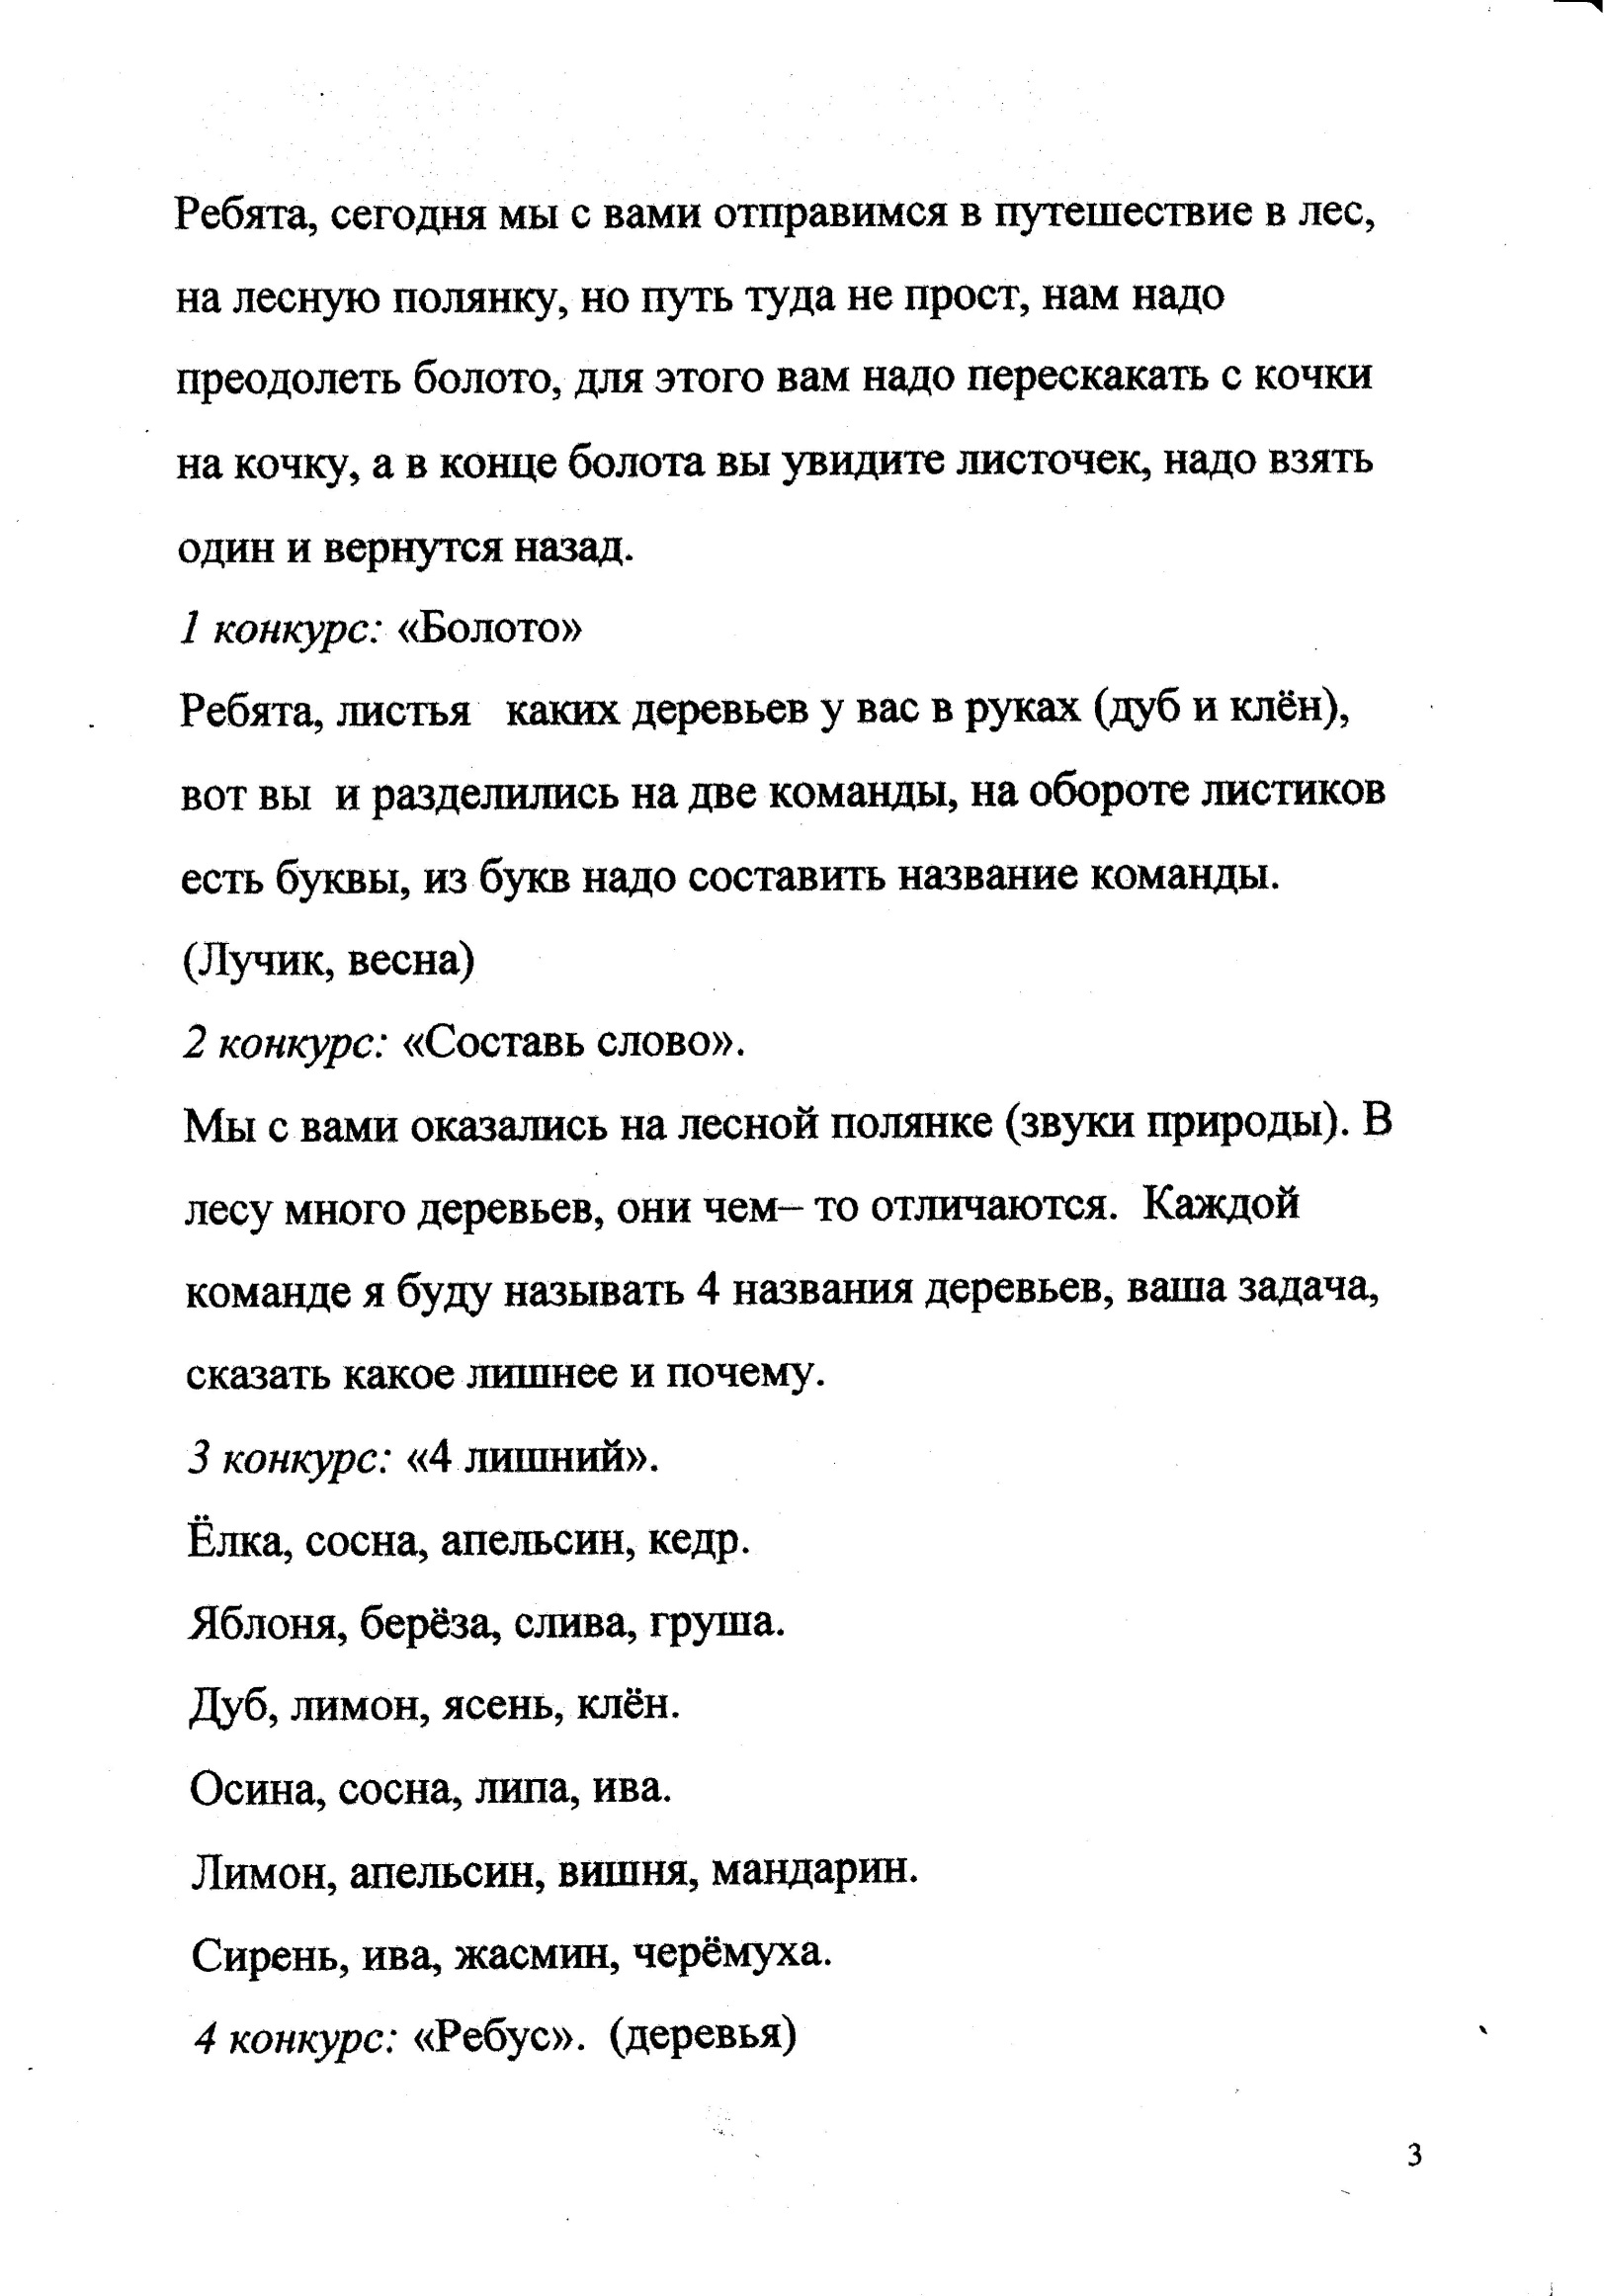 Ребята, сегодня мы с вами отправимся в путешествие в лес,
на лесную полянку, но путь туда не прост, нам надо
преодолеть болото, для этого вам надо перескакать с кочки
на кочку, а в конце болота вы увидите листочек, надо взять
один и вернутся назад.
1 конкурс: «Болото»
Ребята, листья каких деревьев у вас в руках (дуб и клён),
вот вы и разделились на две команды, на обороте листиков
есть буквы, из букв надо составить название команды.
(Лучик, весна)
2 конкурс: «Составь слово».
Мы с вами оказались на лесной полянке (звуки природы). В
лесу много деревьев, они чем– то отличаются. Каждой
команде я буду называть 4 названия деревьев, ваша задача,
сказать какое лишнее и почему.
3 конкурс: «4 лишний».
Ёлка, сосна, апельсин, кедр.
Яблоня, берёза, слива, груша.
Дуб, лимон, ясень, клён.
Осина, сосна, липа, ива.
Лимон, апельсин, вишня, мандарин.
Сирень, ива, жасмин, черёмуха.
4 конкурс: «Ребус». (деревья)
3